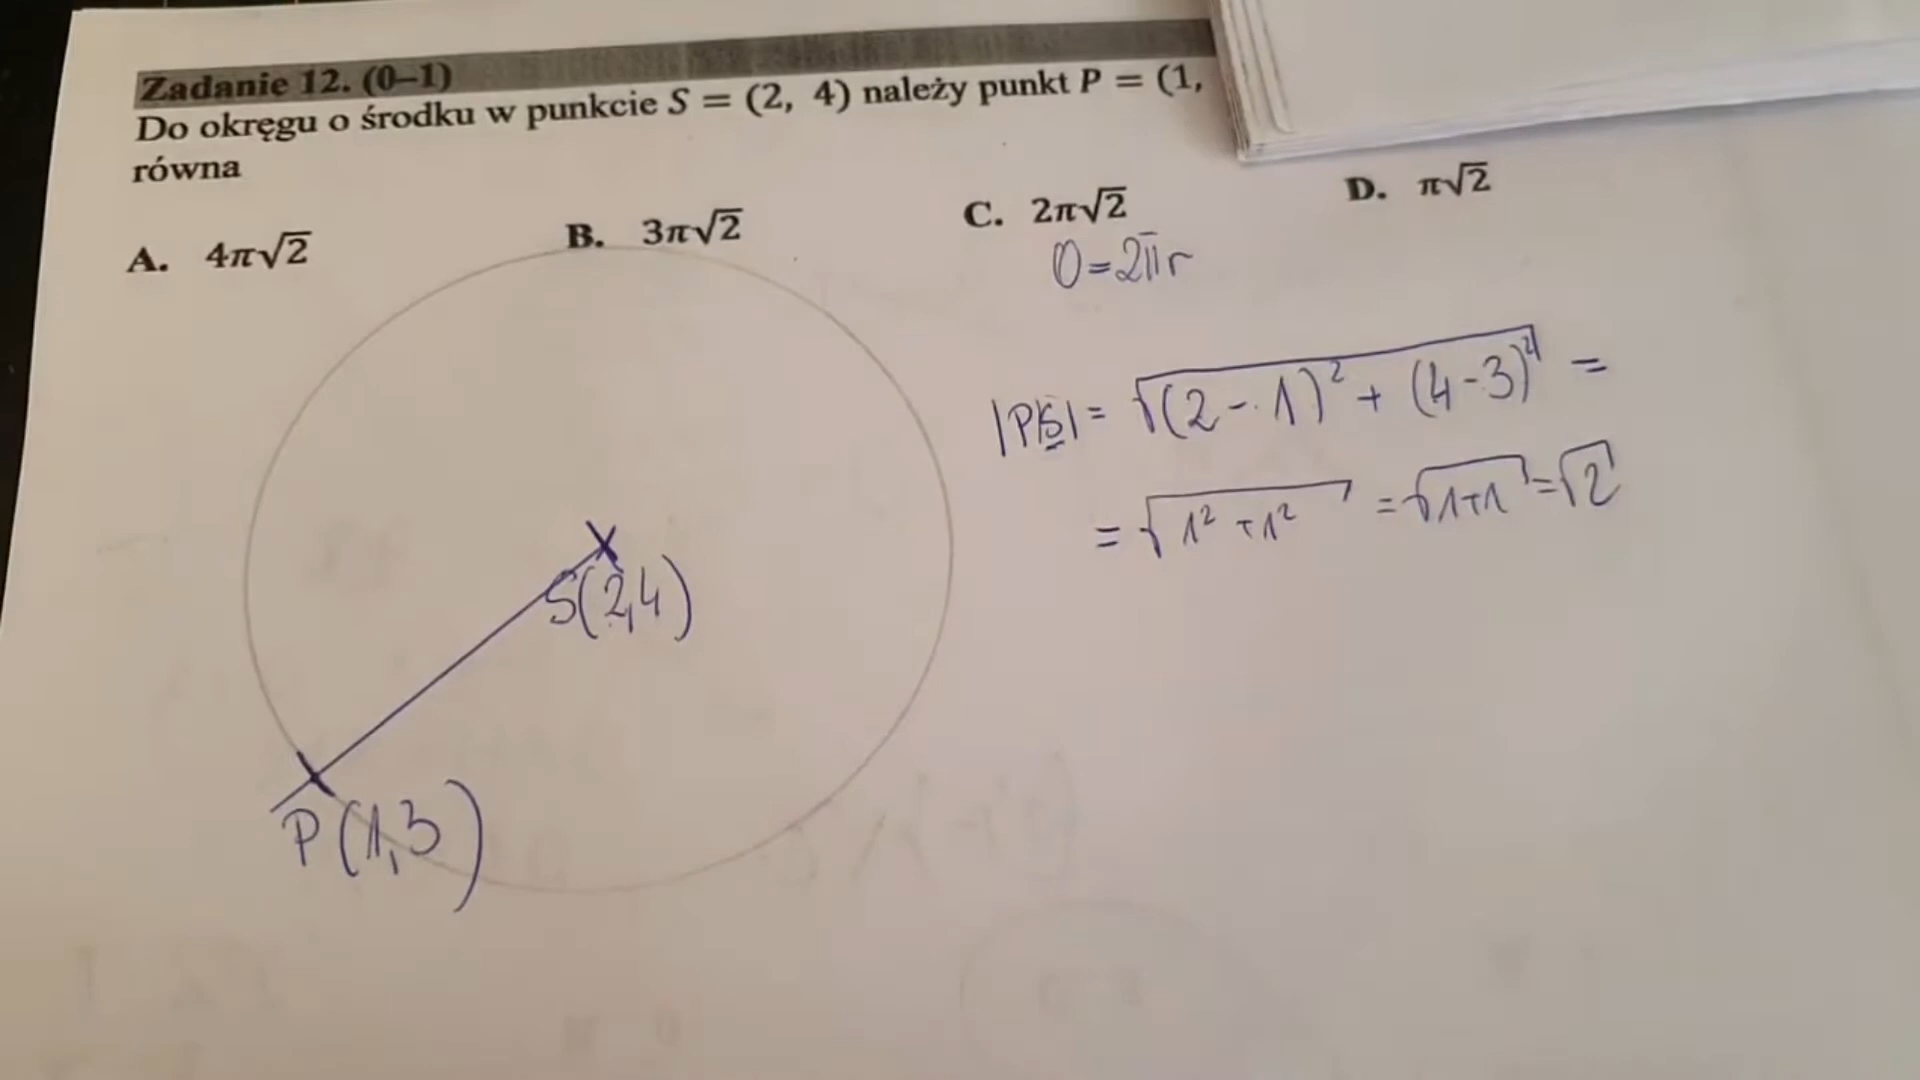 Zadanie 12. (0–1)
Do okręgu o środku w punkcie S = (2, 4) należy punkt P = (1,
równa
A. 4π√2
B. 3π√2
C. 2π√2
D. π√2
O=2πr
|PS| = √(2-1)² + (4-3)² =
= √1² + 1² = √1+1 = √2
S(2,4)
P(1,3)